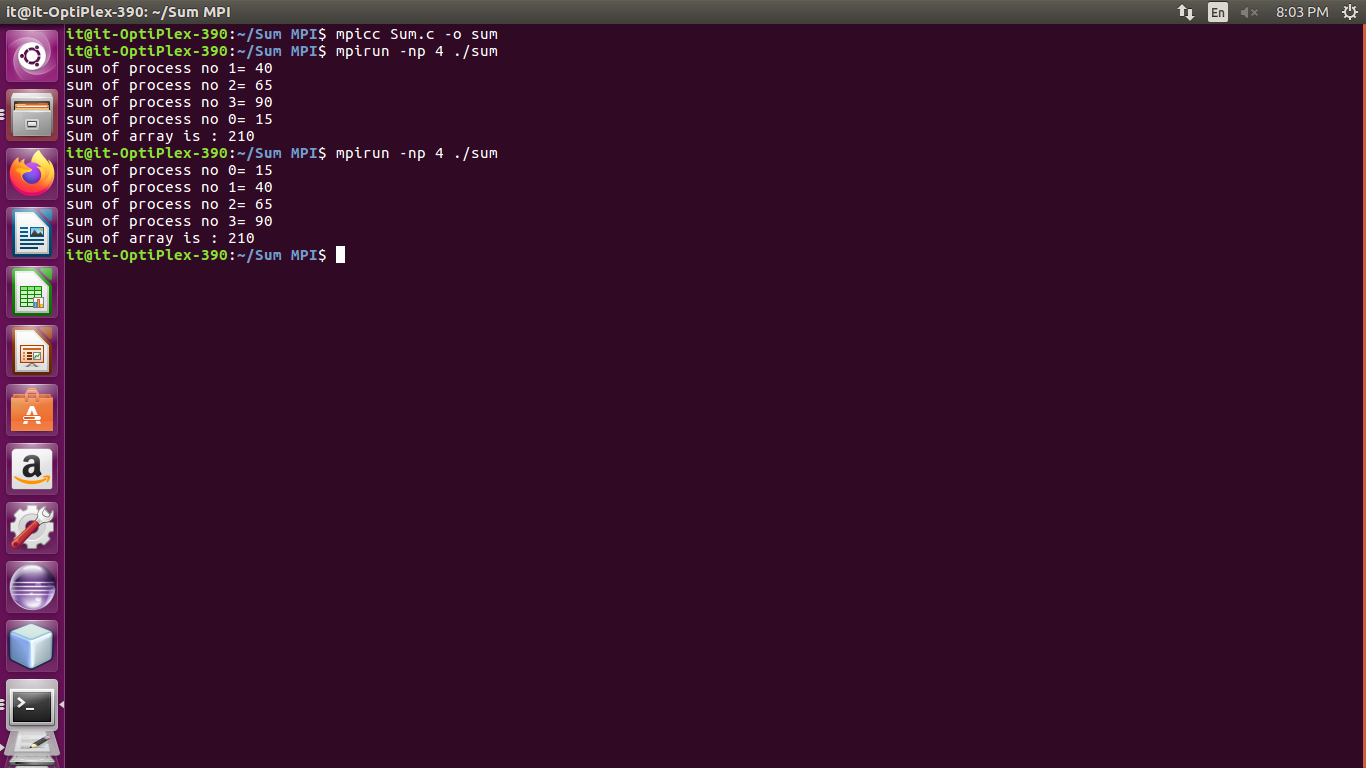 it@it-OptiPlex-390: ~/Sum MPI
En
8:03 PM
it@it-OptiPlex-390:~/Sum MPI$ mpicc Sum.c -o sum
it@it-OptiPlex-390:~/Sum MPI$ mpirun -np 4 ./sum
sum of process no 1= 40
sum of process no 2= 65
sum of process no 3= 90
sum of process no 0= 15
Sum of array is : 210
it@it-OptiPlex-390:~/Sum MPI$ mpirun -np 4 ./sum
sum of process no 0= 15
sum of process no 1= 40
sum of process no 2= 65
sum of process no 3= 90
Sum of array is : 210
it@it-OptiPlex-390:~/Sum MPI$